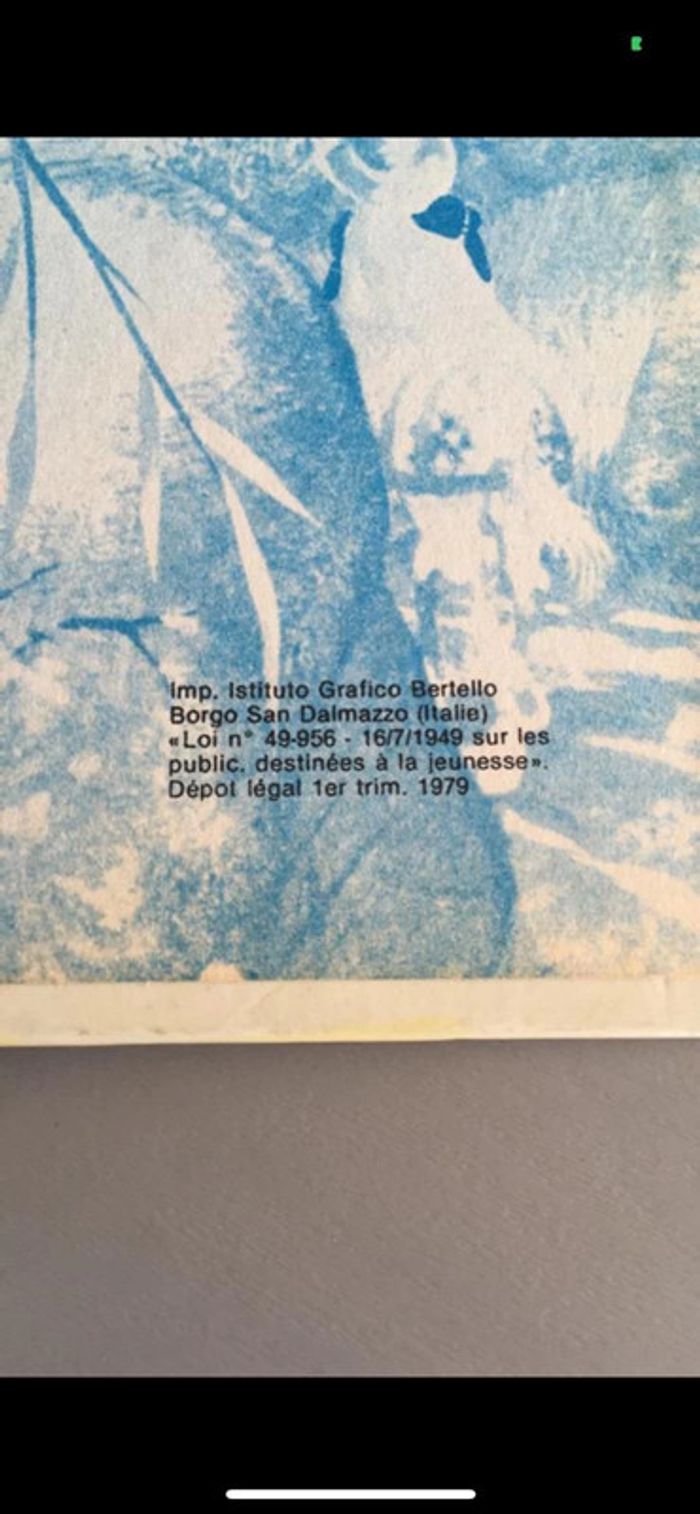 Imp. Istituto Grafico Bertello
Borgo San Dalmazzo (Italie)
«Loi n° 49-956 - 16/7/1949 sur les
public. destinées à la jeunesse».
Dépot légal 1er trim. 1979